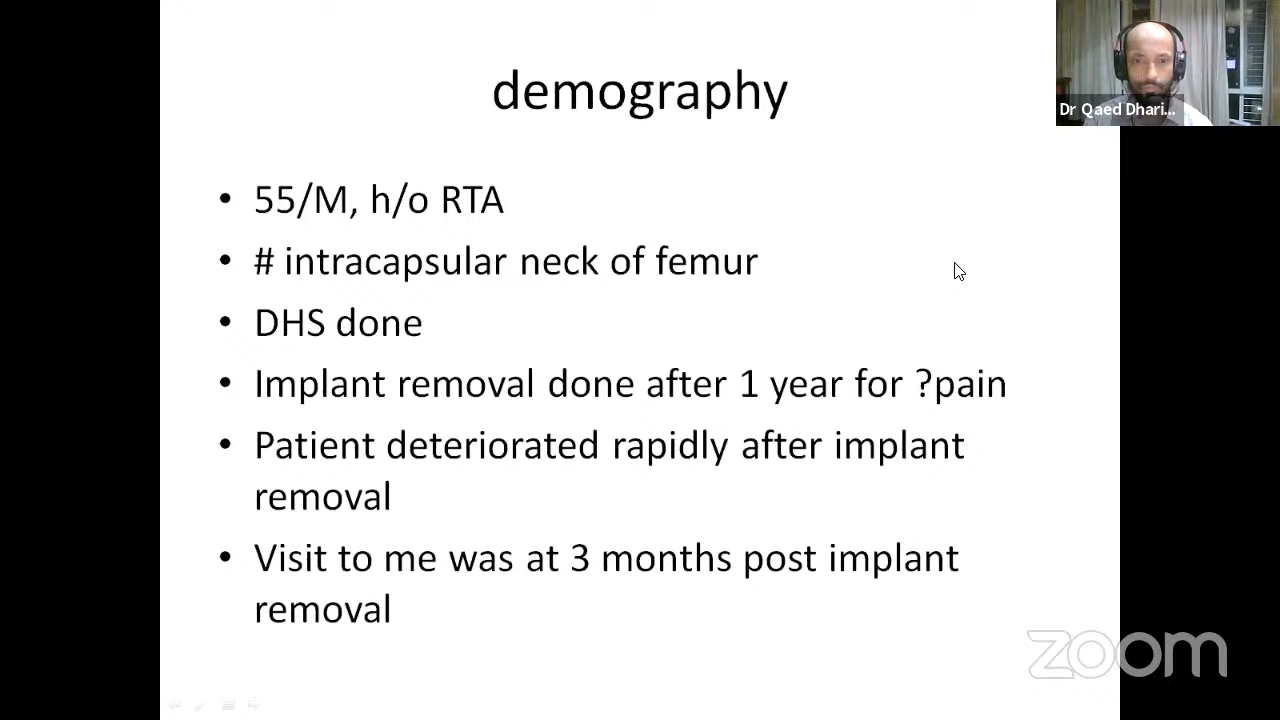 demography
Dr Qaed Dhari...
• 55/M, h/o RTA
• # intracapsular neck of femur
• DHS done
• Implant removal done after 1 year for ?pain
• Patient deteriorated rapidly after implant
removal
• Visit to me was at 3 months post implant
removal
zoom